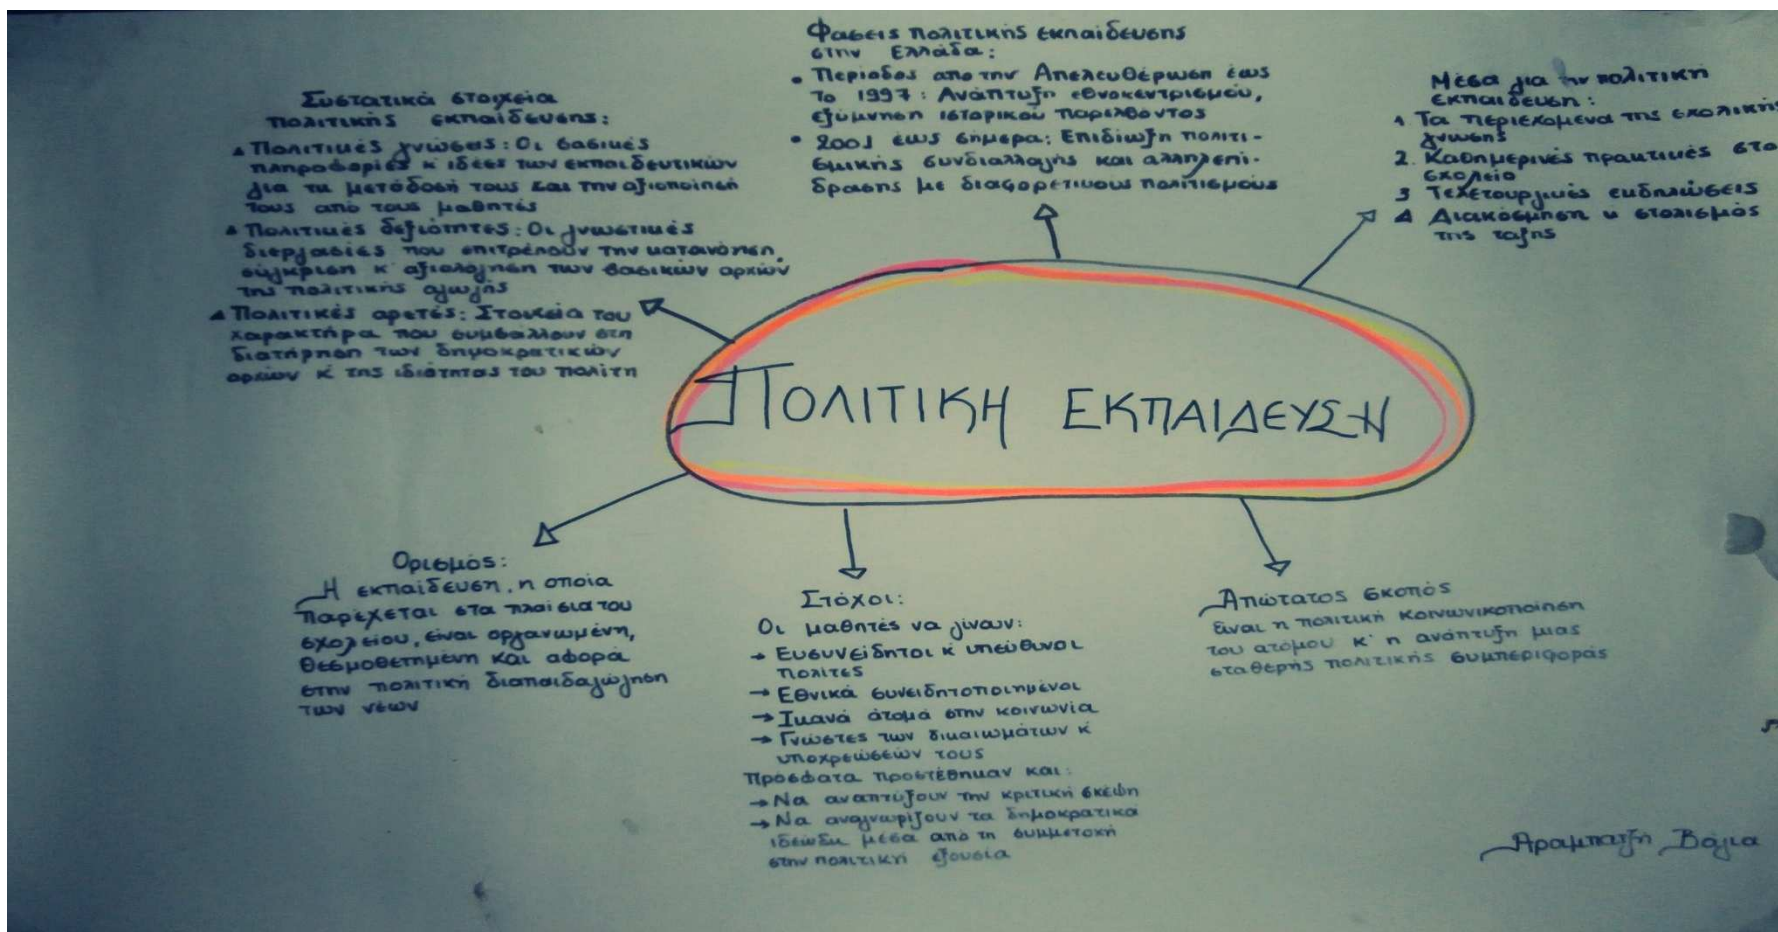 Φάσεις πολιτικής εκπαίδευσης
στην Ελλάδα:
• Περίοδος από την Απελευθέρωση έως
το 1997: Ανάπτυξη εθνοκεντρισμού,
εξύμνηση ιστορικού παρελθόντος
• 2001 έως σήμερα: Επιδίωξη πολιτι-
σμικής συνδιαλλαγής και αλληλεπί-
δρασης με διαφορετικούς πολιτισμούς
Συστατικά στοιχεία
πολιτικής εκπαίδευσης:
Πολιτικές γνώσεις: Οι βασικές
πληροφορίες κ' ιδέες των εκπαιδευτικών
για τη μετάδοσή τους και την αξιοποίησή
τους από τους μαθητές
Πολιτικές δεξιότητες: Οι γνωστικές
διεργασίες που επιτρέπουν την κατανόηση,
σύγκριση κ' αξιολόγηση των βασικών αρχών
της πολιτικής αγωγής
Πολιτικές αρετές: Στοιχεία του
χαρακτήρα που συμβάλλουν στη
διατήρηση των δημοκρατικών
αρχών κ' της ιδιότητας του πολίτη
Μέσα για την πολιτική
εκπαίδευση:
1. Τα περιεχόμενα της σχολικής
γνώσης
2. Καθημερινές πρακτικές στο
σχολείο
3 Τελετουργικές εκδηλώσεις
4 Διακόσμηση κ στολισμός
της τάξης
ΠΟΛΙΤΙΚΗ ΕΚΠΑΙΔΕΥΣΗ
Ορισμός:
Η εκπαίδευση, η οποία
παρέχεται στα πλαίσια του
σχολείου, είναι οργανωμένη,
θεσμοθετημένη και αφορά
στην πολιτική διαπαιδαγώγηση
των νέων
Στόχοι:
Οι μαθητές να γίνουν:
→ Ευσυνείδητοι κ' υπεύθυνοι
πολίτες
→ Εθνικά συνειδητοποιημένοι
→ Ικανά άτομα στην κοινωνία
→ Γνώστες των δικαιωμάτων κ'
υποχρεώσεών τους
Πρόσφατα προστέθηκαν και:
→ Να αναπτύξουν την κριτική σκέψη
→ Να αναγνωρίζουν τα δημοκρατικά
ιδεώδη μέσα από τη συμμετοχή
στην πολιτική εξουσία
Απώτατος σκοπός
είναι η πολιτική κοινωνικοποίηση
του ατόμου κ' η ανάπτυξη μιας
σταθερής πολιτικής συμπεριφοράς
Αραμπατζή Βάγια